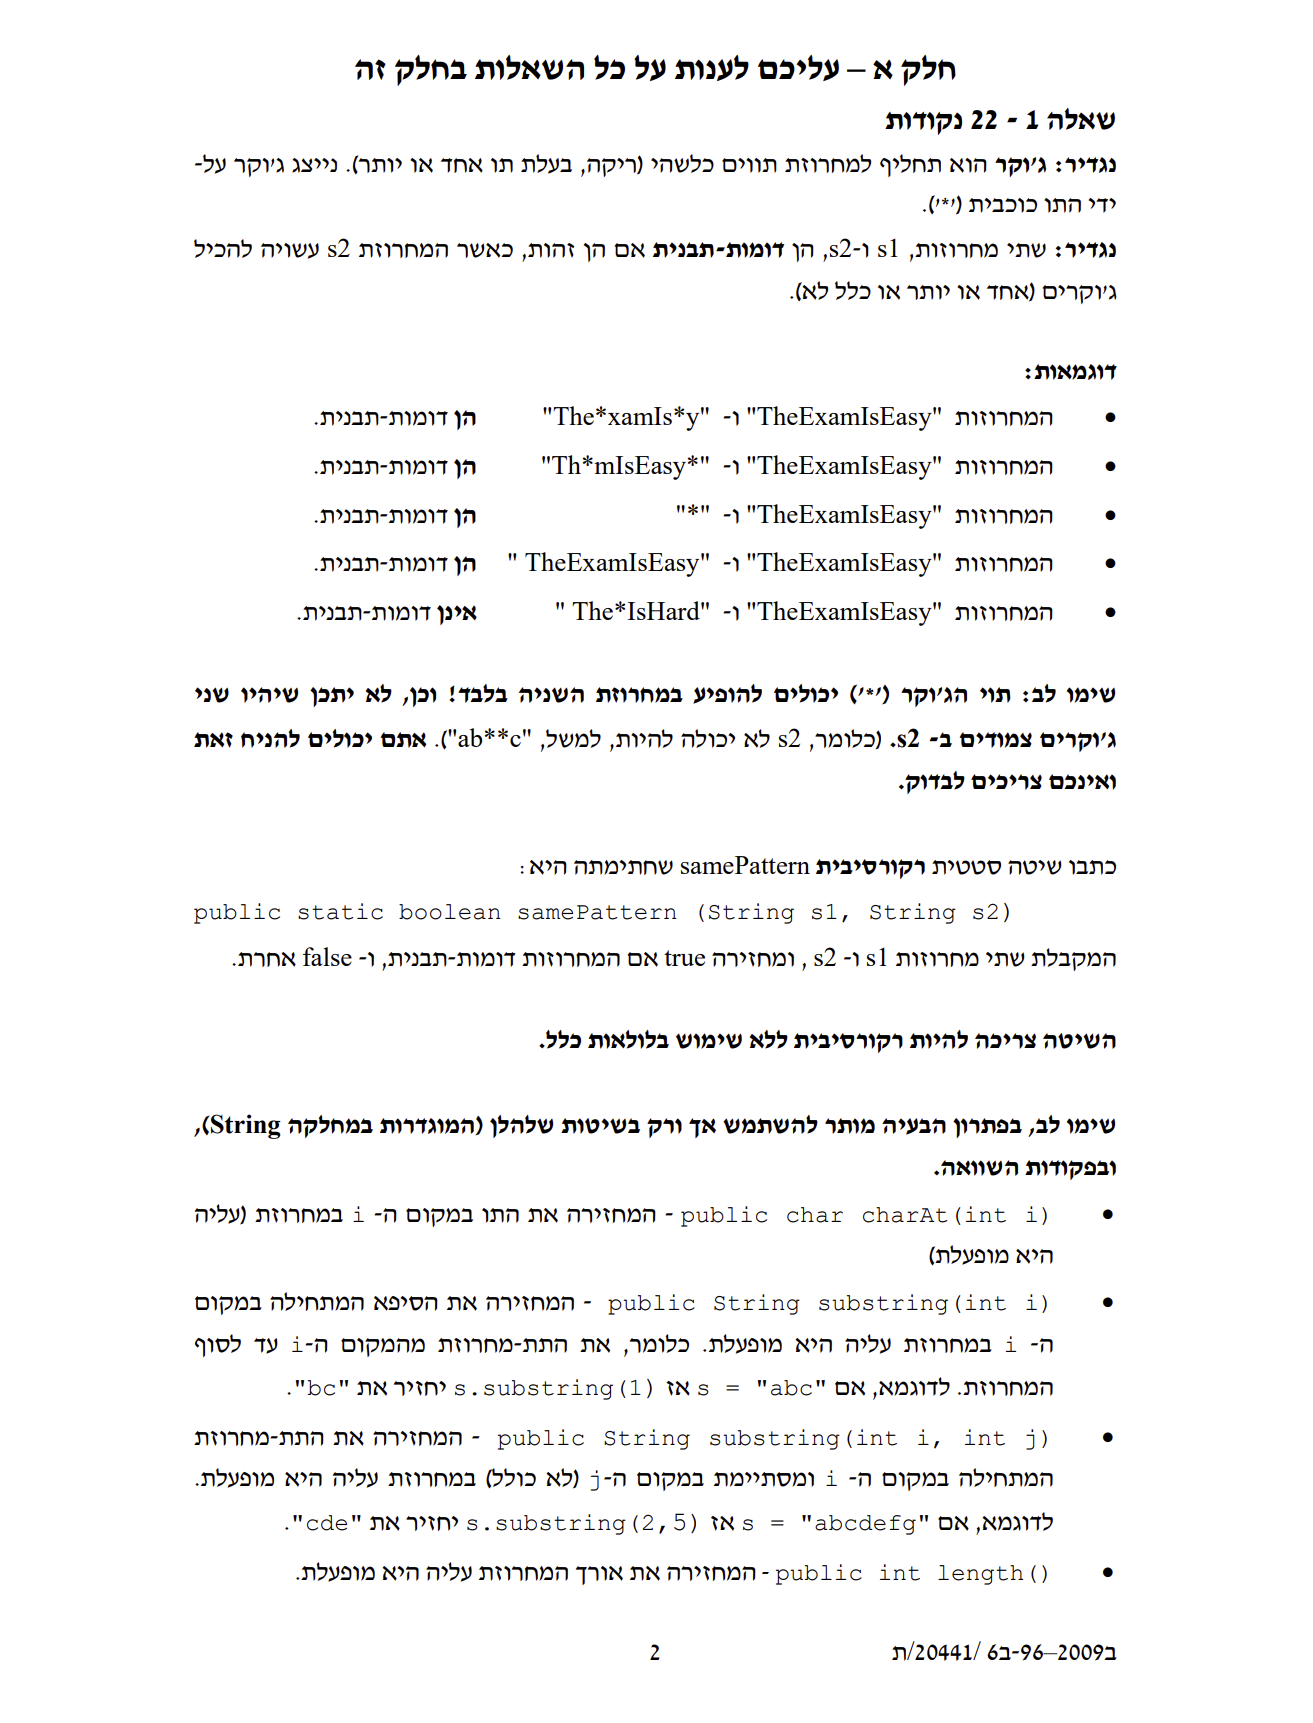 חלק א – עליכם לענות על כל השאלות בחלק זה
שאלה 1 - 22 נקודות
נגדיר: ג'וקר הוא תחליף למחרוזת תווים כלשהי (ריקה, בעלת תו אחד או יותר). נייצג ג'וקר על-
ידי התו כוכבית ('*').
נגדיר: שתי מחרוזות, s1 ו-s2, הן דומות-תבנית אם הן זהות, כאשר המחרוזת s2 עשויה להכיל
ג'וקרים (אחד או יותר או כלל לא).
דוגמאות:
• המחרוזות "TheExamIsEasy" ו- "The*xamIs*y" הן דומות-תבנית.
• המחרוזות "TheExamIsEasy" ו- "Th*mIsEasy*" הן דומות-תבנית.
• המחרוזות "TheExamIsEasy" ו- "*" הן דומות-תבנית.
• המחרוזות "TheExamIsEasy" ו- " TheExamIsEasy" הן דומות-תבנית.
• המחרוזות "TheExamIsEasy" ו- " The*IsHard" אינן דומות-תבנית.
שימו לב: תוי הג'וקר ('*') יכולים להופיע במחרוזת השניה בלבד! וכן, לא יתכן שיהיו שני
ג'וקרים צמודים ב- s2. (כלומר, s2 לא יכולה להיות, למשל, "ab**c"). אתם יכולים להניח זאת
ואינכם צריכים לבדוק.
כתבו שיטה סטטית רקורסיבית samePattern שחתימתה היא:
public static boolean samePattern (String s1, String s2)
המקבלת שתי מחרוזות s1 ו- s2 , ומחזירה true אם המחרוזות דומות-תבנית, ו- false אחרת.
השיטה צריכה להיות רקורסיבית ללא שימוש בלולאות כלל.
שימו לב, בפתרון הבעיה מותר להשתמש אך ורק בשיטות שלהלן (המוגדרות במחלקה String),
ובפקודות השוואה.
• public char charAt(int i) - המחזירה את התו במקום ה- i במחרוזת (עליה
היא מופעלת)
• public String substring(int i) - המחזירה את הסיפא המתחילה במקום
ה- i במחרוזת עליה היא מופעלת. כלומר, את התת-מחרוזת מהמקום ה-i עד לסוף
המחרוזת. לדוגמא, אם s = "abc" אז s.substring(1) יחזיר את "bc".
• public String substring(int i, int j) - המחזירה את התת-מחרוזת
המתחילה במקום ה- i ומסתיימת במקום ה-j (לא כולל) במחרוזת עליה היא מופעלת.
לדוגמא, אם s = "abcdefg" אז s.substring(2,5) יחזיר את "cde".
• public int length() - המחזירה את אורך המחרוזת עליה היא מופעלת.
ב2009–96-ב6 /20441/ת 2